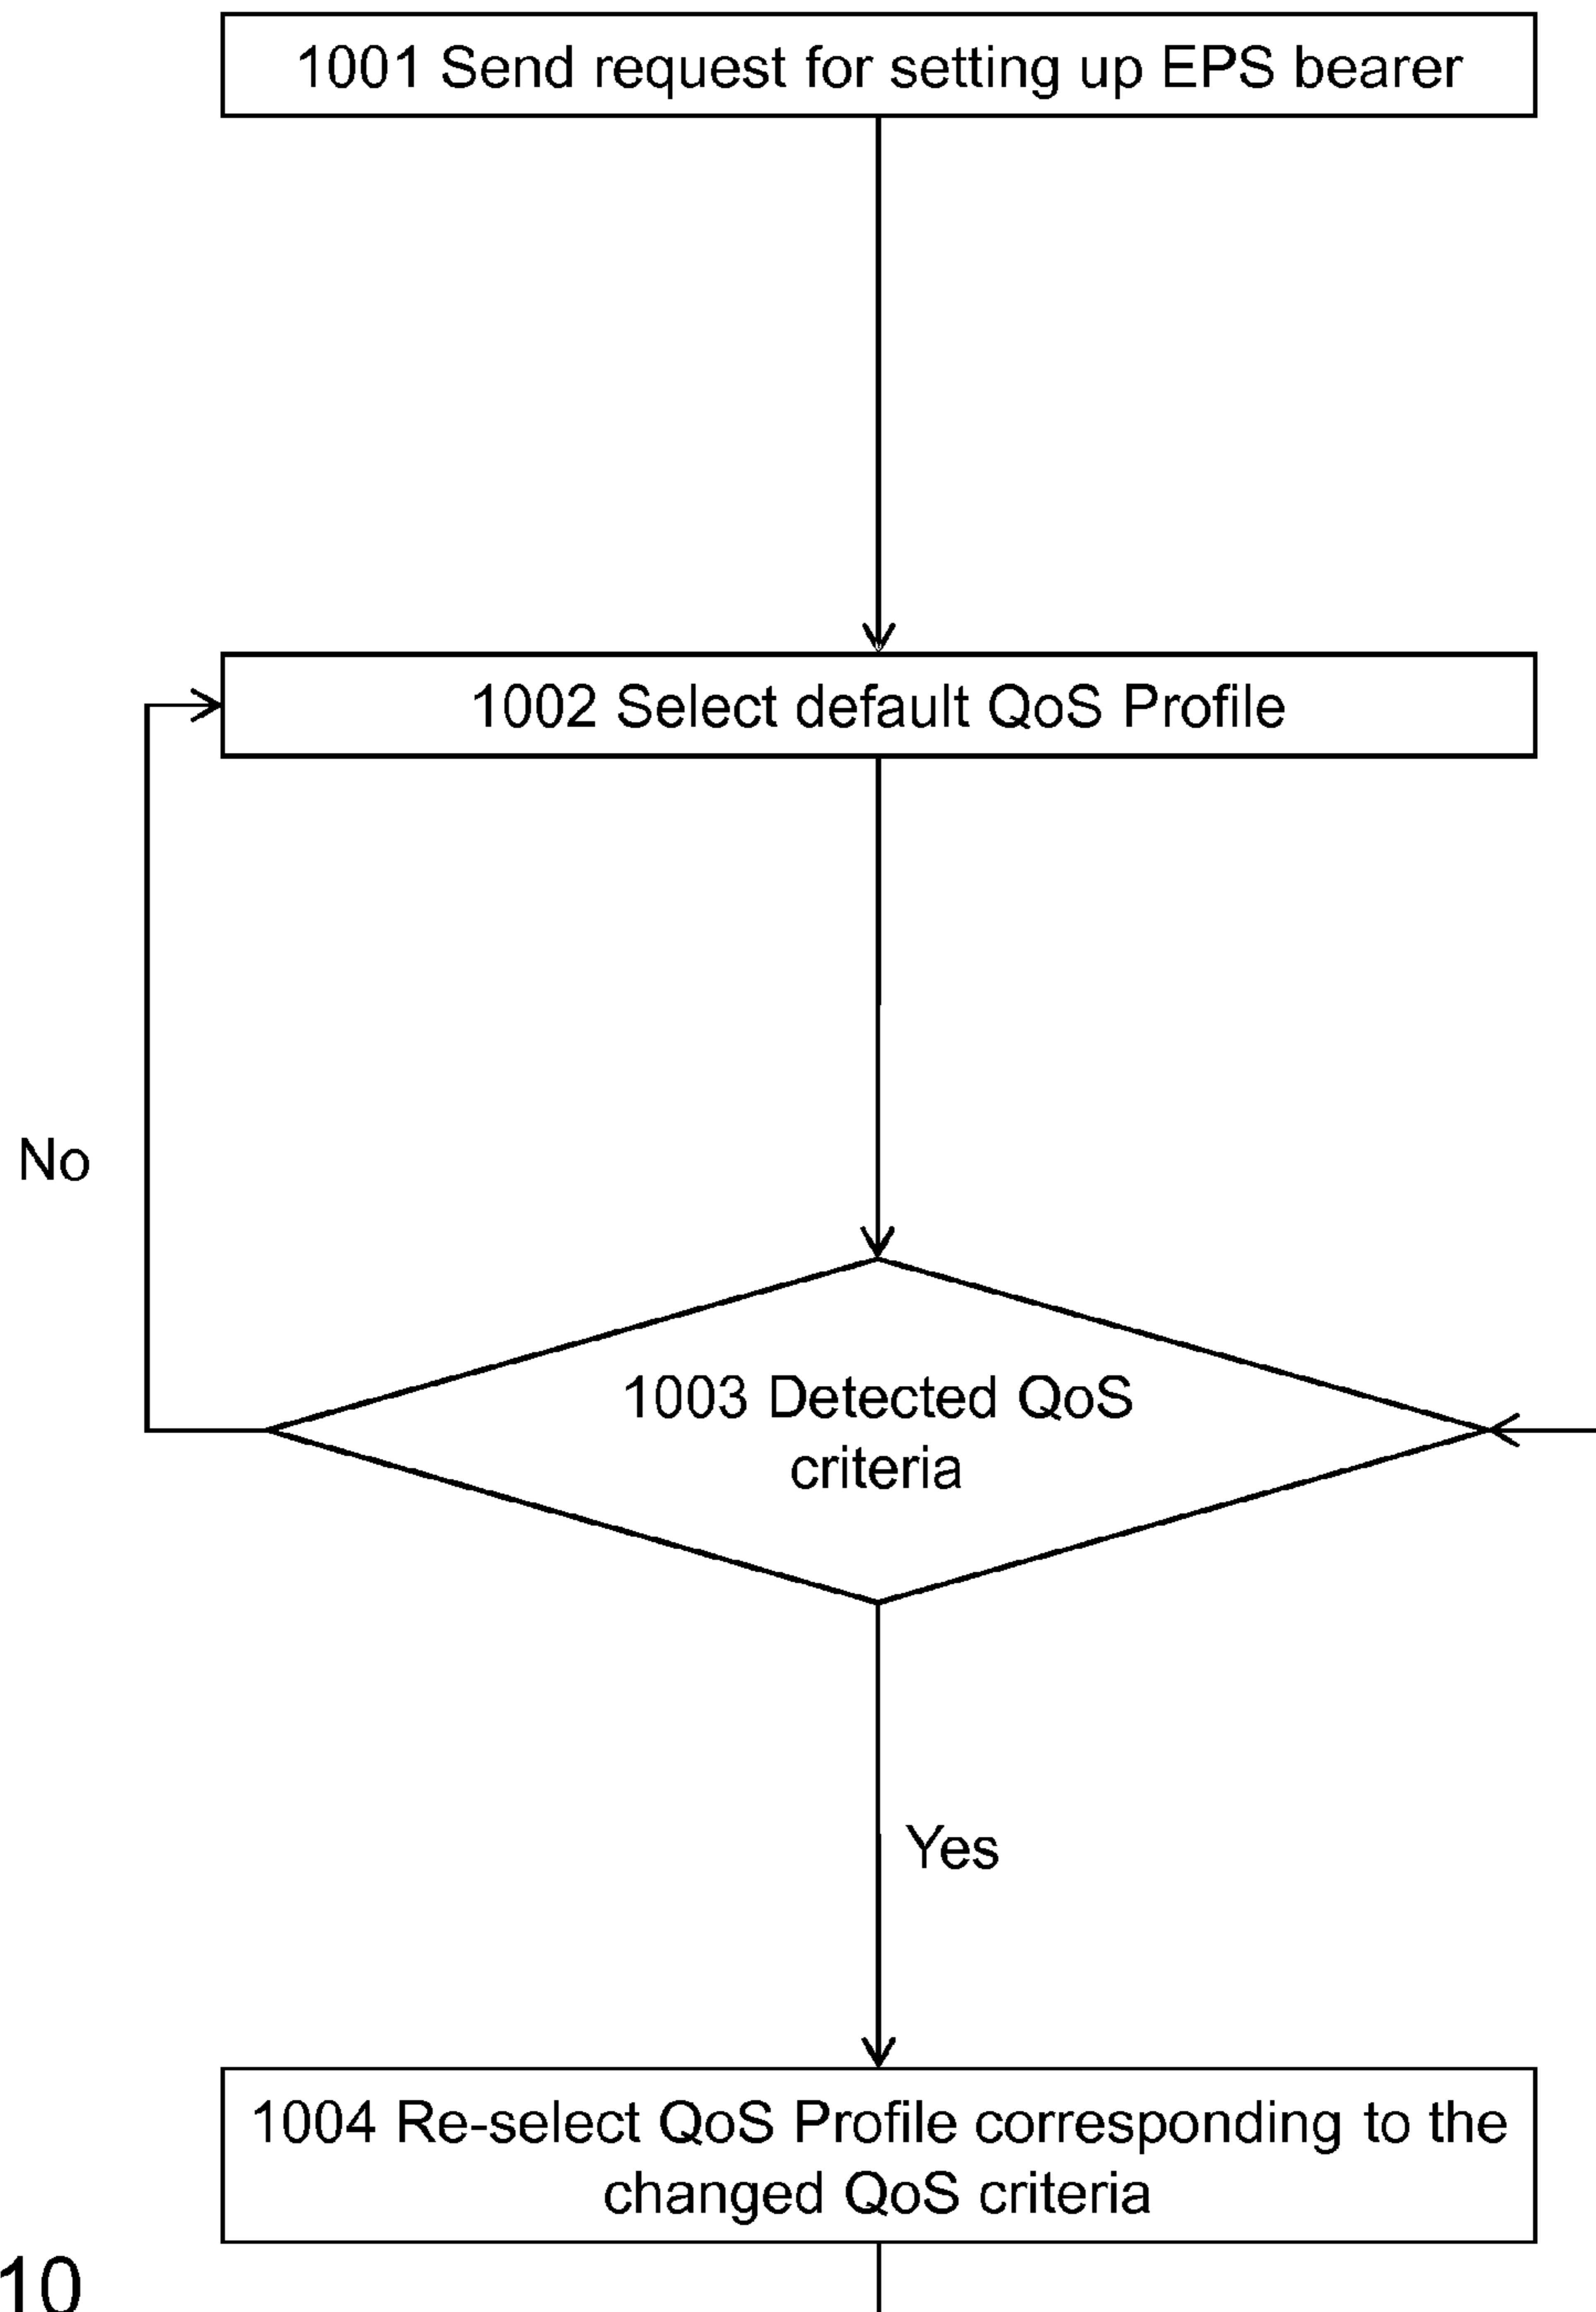 1001 Send request for setting up EPS bearer
1002 Select default QoS Profile
No
1003 Detected QoS
criteria
Yes
1004 Re-select QoS Profile corresponding to the
changed QoS criteria
10